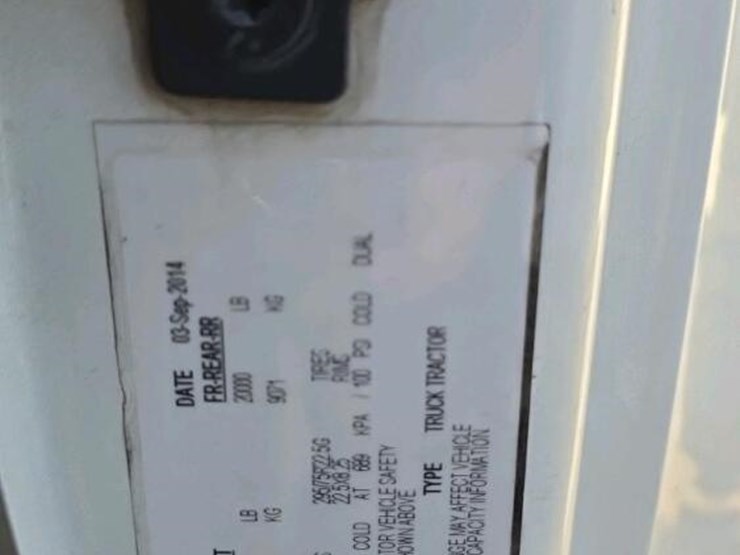 DATE 03-Sep-2014
FR-REAR-RR
LB 20000 LB
KG 9071 KG
295/75R22.5G TIRES
22.5X8.25 RIMS
COLD AT 689 KPA / 100 PSI COLD DUAL
TOR VEHICLE SAFETY
OWN ABOVE
TYPE TRUCK TRACTOR
GE MAY AFFECT VEHICLE
CAPACITY INFORMATION